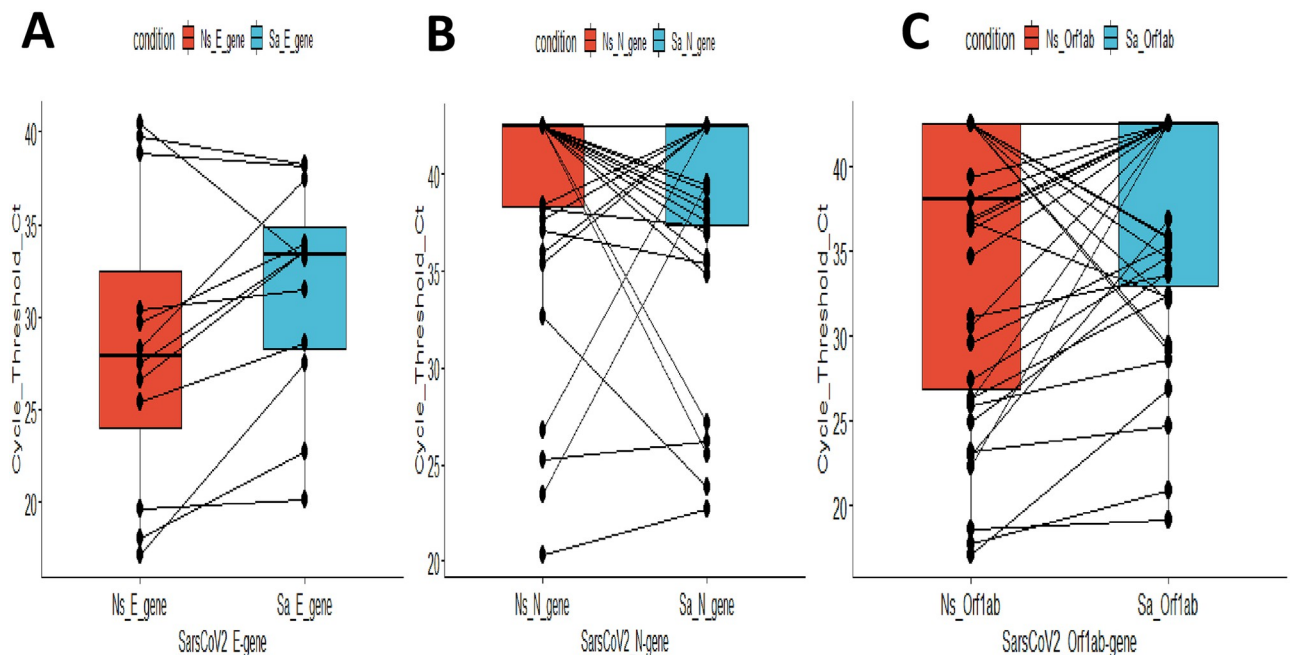 A
condition Ns_E_gene Sa_E_gene
Cycle_Threshold_Ct
40
35
30
25
20
Ns_E_gene Sa_E_gene
SarsCoV2 E-gene
B
condition Ns_N_gene Sa_N_gene
Cycle_Threshold_Ct
40
35
30
25
20
Ns_N_gene Sa_N_gene
SarsCoV2 N-gene
C
condition Ns_Orf1ab Sa_Orf1ab
Cycle_Threshold_Ct
40
35
30
25
20
Ns_Orf1ab Sa_Orf1ab
SarsCoV2_Orf1ab-gene